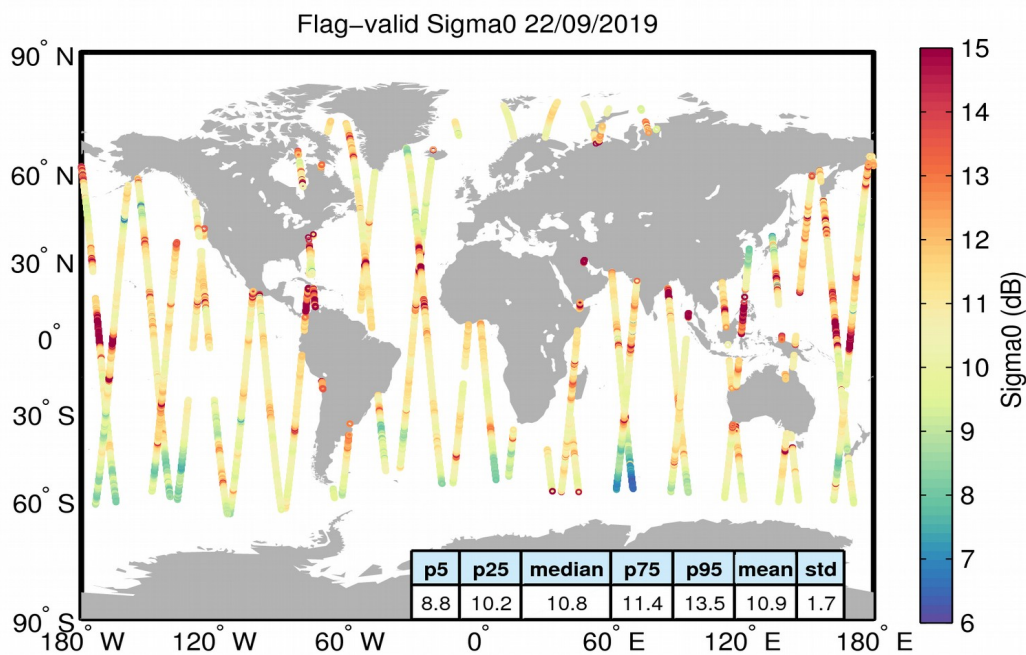 Flag−valid Sigma0 22/09/2019
90° N
60° N
30° N
0°
30° S
60° S
90° S
180° W
120° W
60° W
0°
60° E
120° E
180° E
15
14
13
12
11
10
9
8
7
6
Sigma0 (dB)
p5 p25 median p75 p95 mean std
8.8 10.2 10.8 11.4 13.5 10.9 1.7